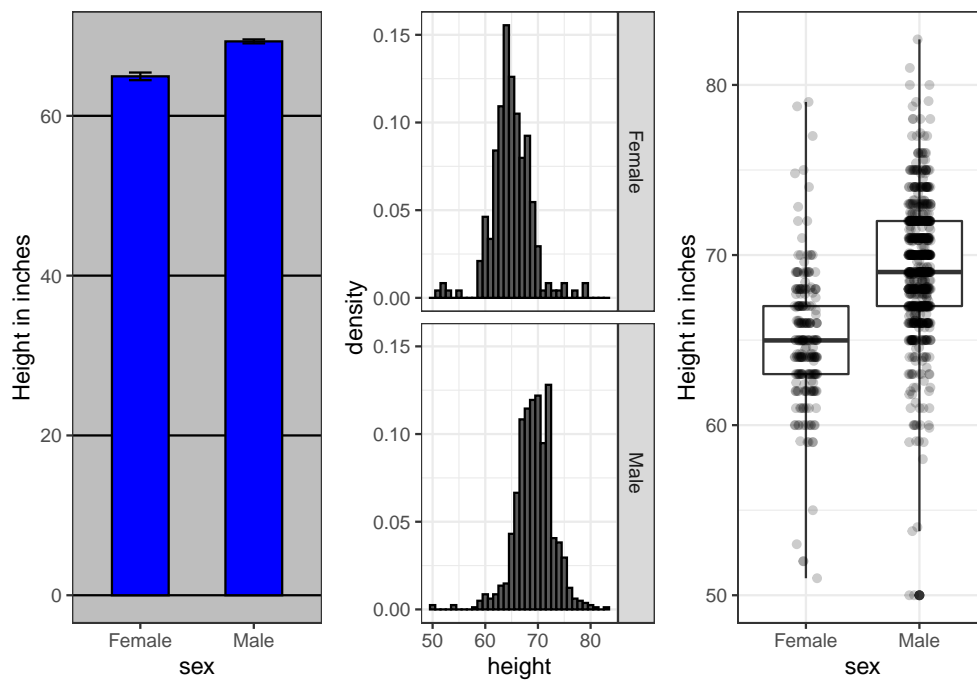 Height in inches
60
40
20
0
Female Male
sex
density
0.15
0.10
0.05
0.00
Female
0.15
0.10
0.05
0.00
Male
50 60 70 80
height
Height in inches
80
70
60
50
Female Male
sex